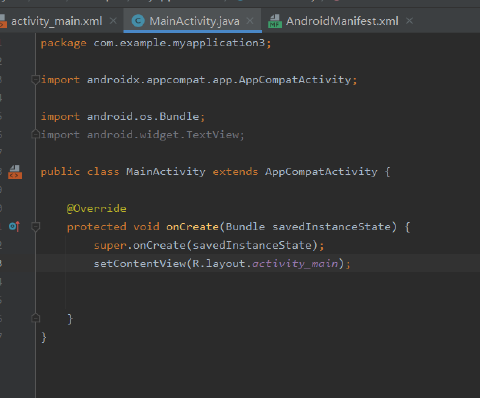 activity_main.xml MainActivity.java AndroidManifest.xml
package com.example.myapplication3;
import androidx.appcompat.app.AppCompatActivity;
import android.os.Bundle;
import android.widget.TextView;
public class MainActivity extends AppCompatActivity {
@Override
protected void onCreate(Bundle savedInstanceState) {
super.onCreate(savedInstanceState);
setContentView(R.layout.activity_main);
}
}